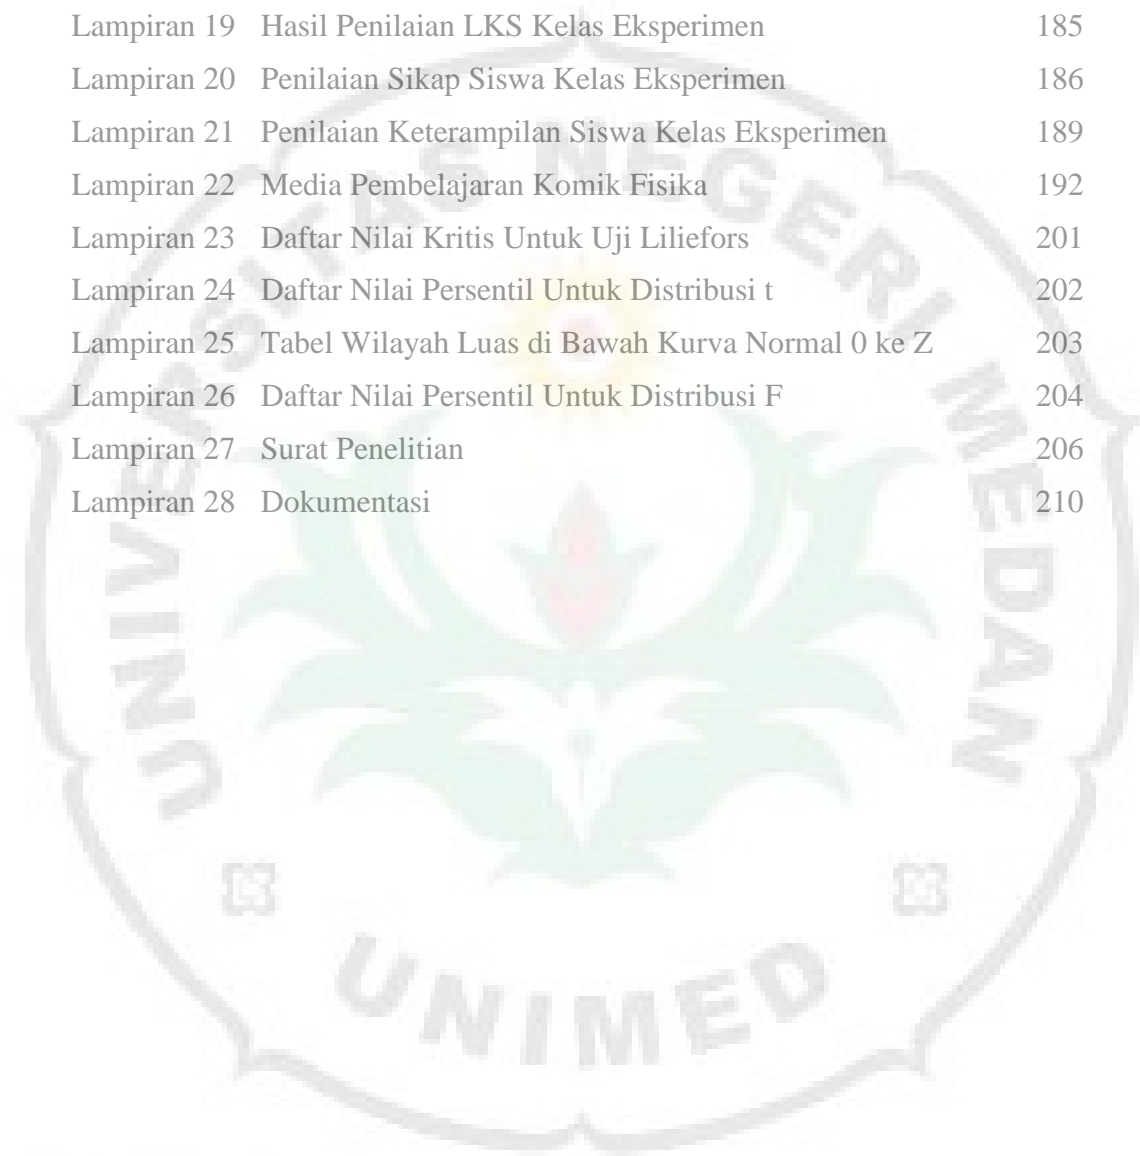 Lampiran 19 Hasil Penilaian LKS Kelas Eksperimen 185
Lampiran 20 Penilaian Sikap Siswa Kelas Eksperimen 186
Lampiran 21 Penilaian Keterampilan Siswa Kelas Eksperimen 189
Lampiran 22 Media Pembelajaran Komik Fisika 192
Lampiran 23 Daftar Nilai Kritis Untuk Uji Liliefors 201
Lampiran 24 Daftar Nilai Persentil Untuk Distribusi t 202
Lampiran 25 Tabel Wilayah Luas di Bawah Kurva Normal 0 ke Z 203
Lampiran 26 Daftar Nilai Persentil Untuk Distribusi F 204
Lampiran 27 Surat Penelitian 206
Lampiran 28 Dokumentasi 210
UNIVERSITAS NEGERI MEDAN
UNIMED